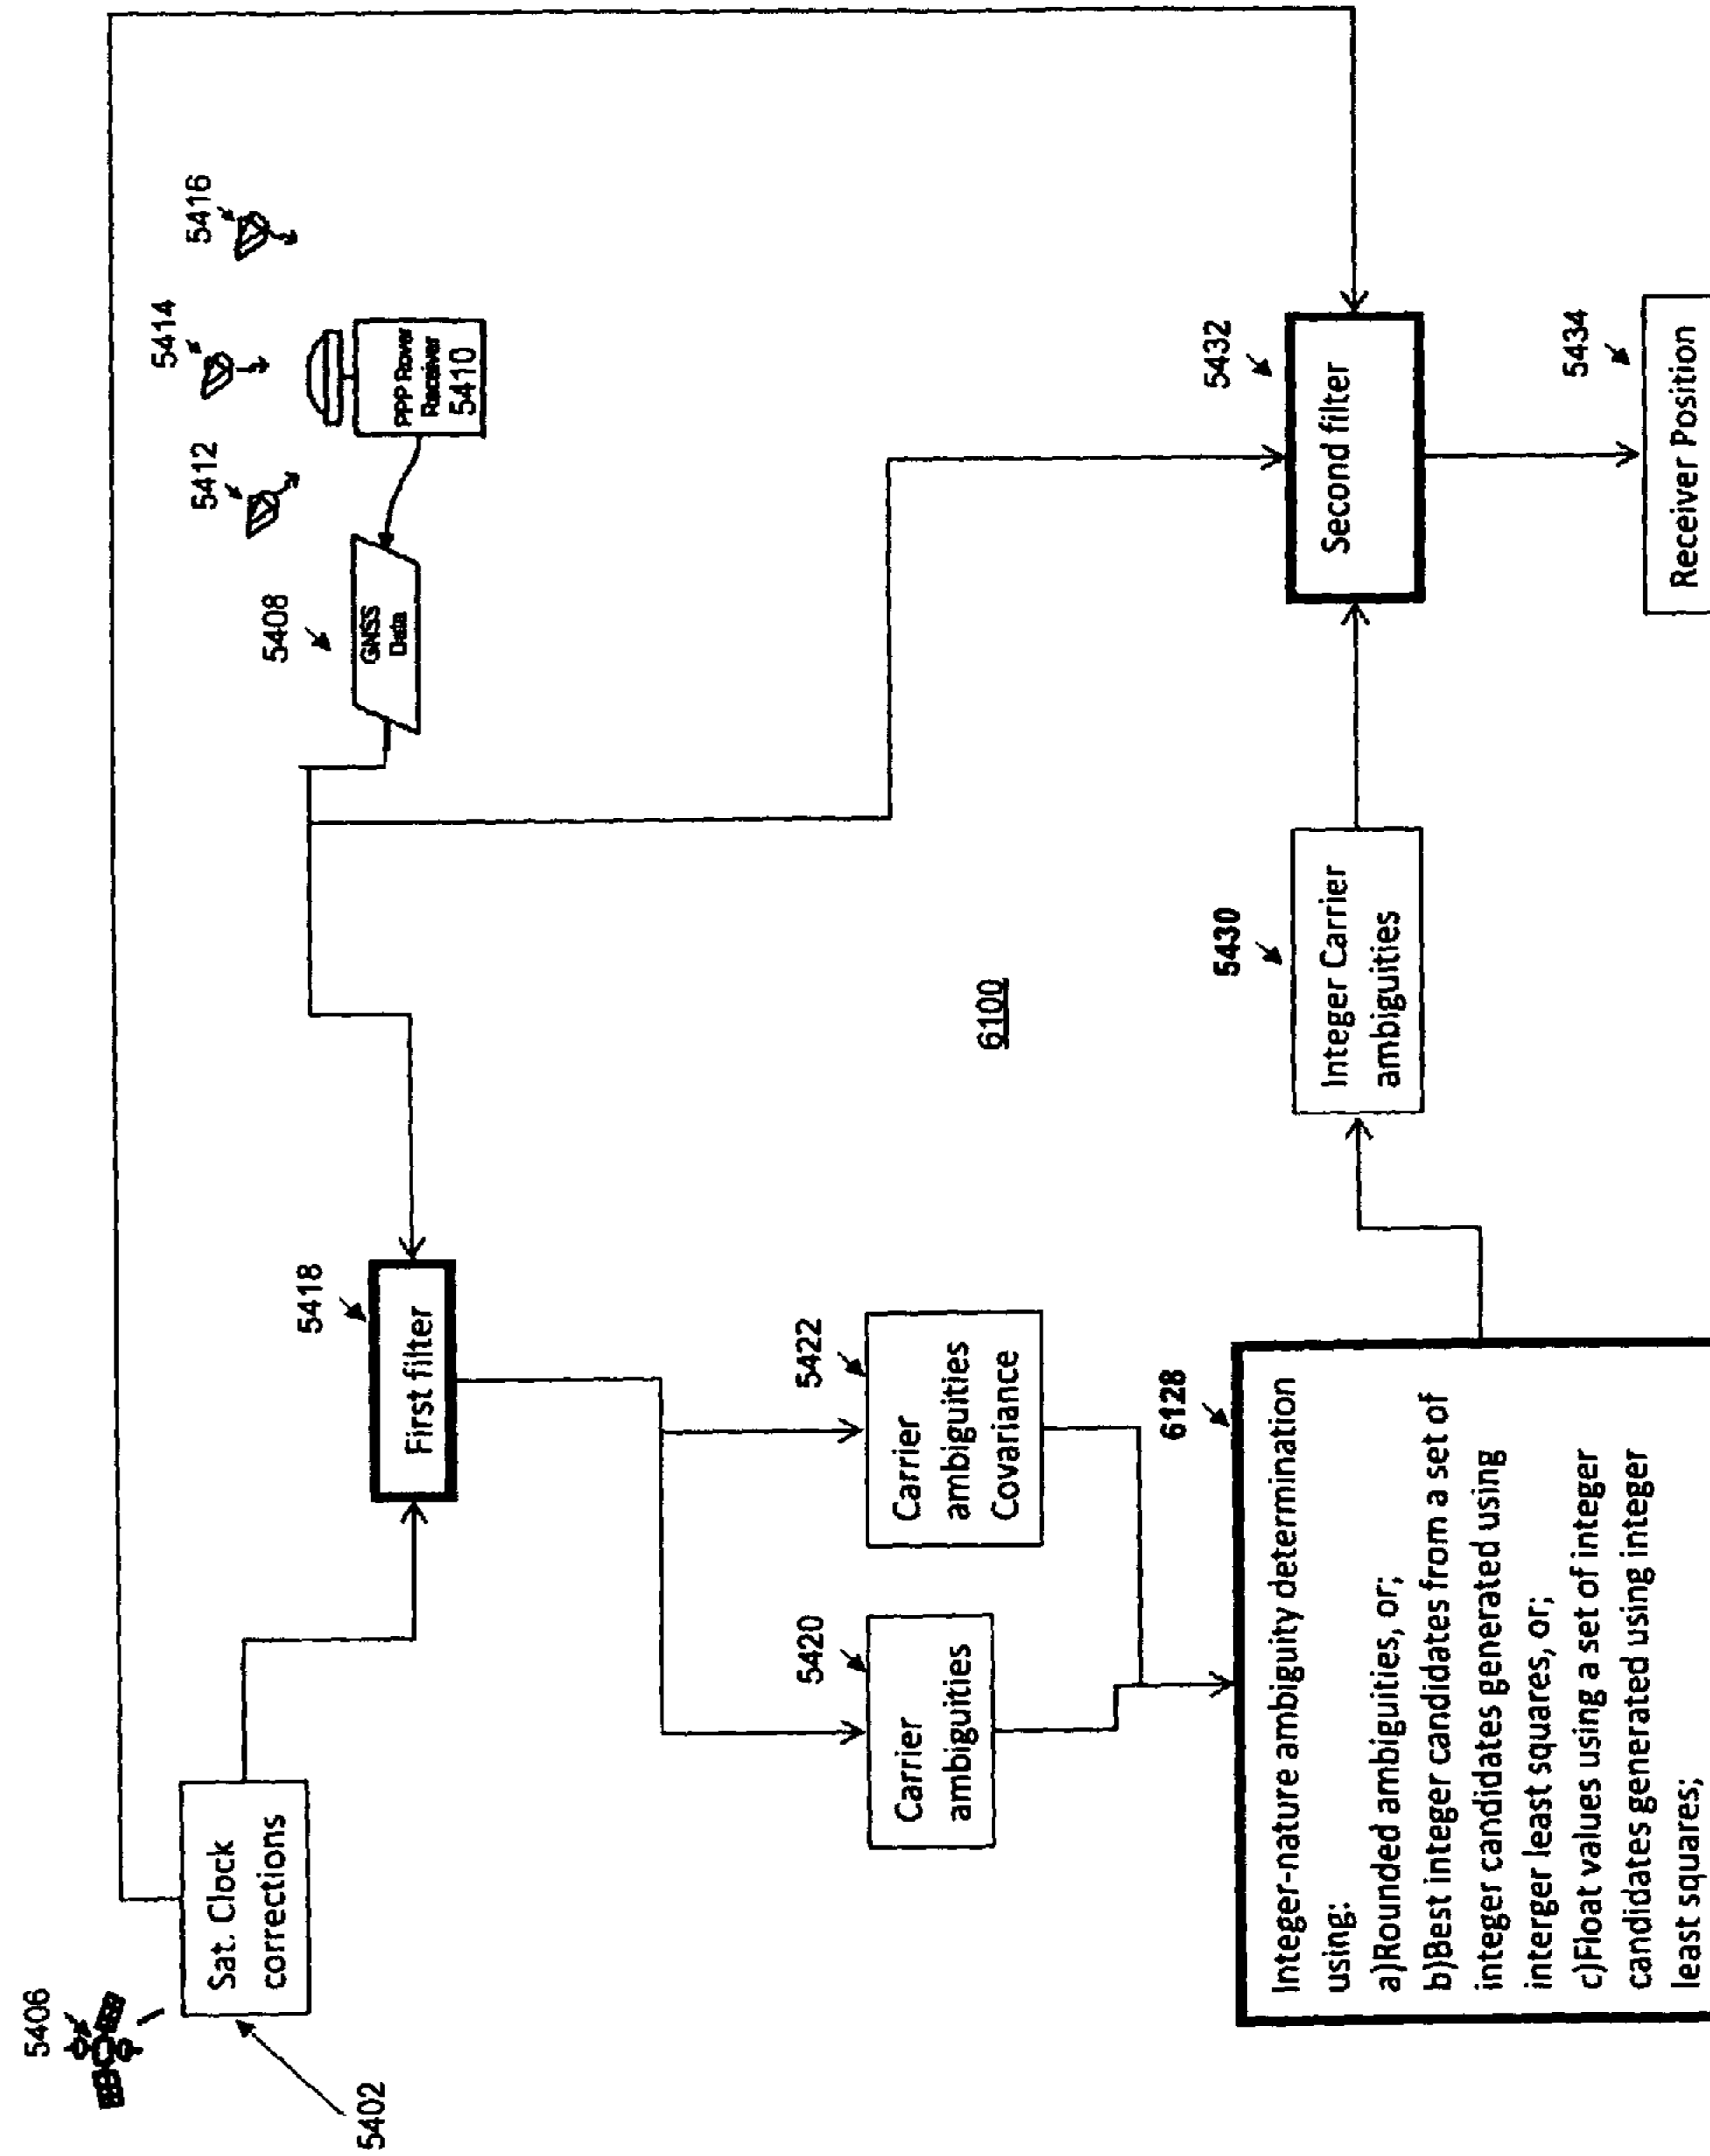 5406
5402
Sat. Clock
corrections
5412
5414
5416
PPP Rover
Receiver
5410
5408
GNSS
Data
5418
First filter
5420
Carrier
ambiguities
5422
Carrier
ambiguities
Covariance
6100
6128
Integer-nature ambiguity determination
using:
a)Rounded ambiguities, or;
b)Best integer candidates from a set of
integer candidates generated using
interger least squares, or;
c)Float values using a set of integer
candidates generated using integer
least squares;
5430
Integer Carrier
ambiguities
5432
Second filter
5434
Receiver Position